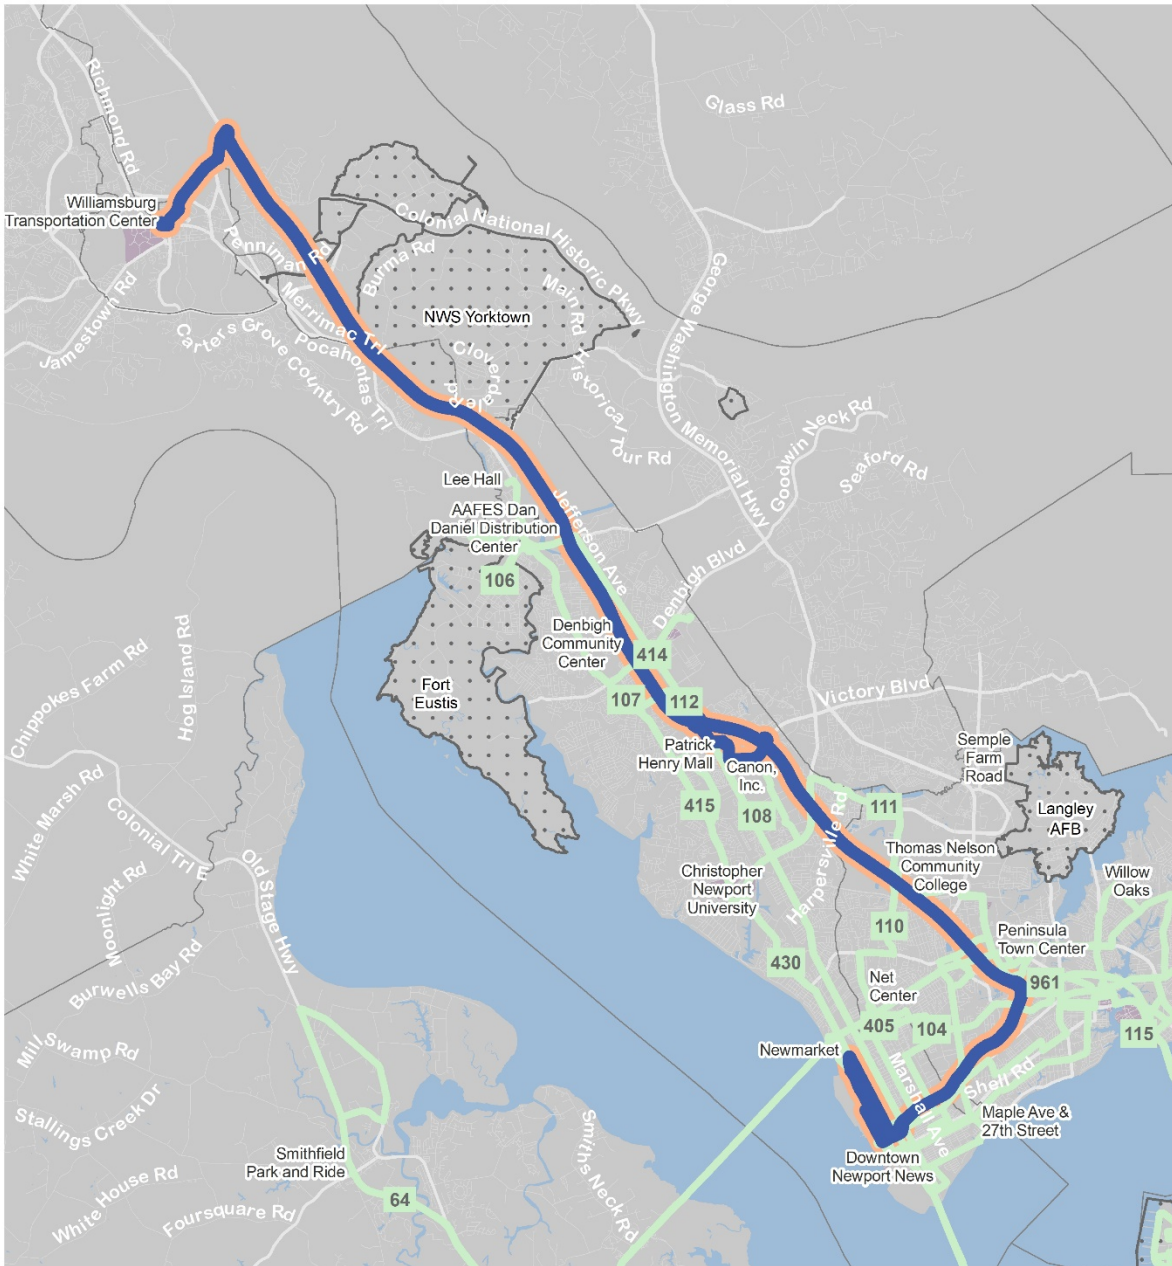 Glass Rd
Richmond Rd
Williamsburg
Transportation Center
Colonial National Historic Pkwy
Penniman Rd
Burma Rd
George Washington Memorial Hwy
Main Rd
NWS Yorktown
Merrimac Trl
Jamestown Rd
Carter's Grove Country Rd
Pocahontas Trl
Cloverdale Rd
Historical Tour Rd
Goodwin Neck Rd
Seaford Rd
Lee Hall
Jefferson Ave
AAFES Dan
Daniel Distribution
Center
106
Denbigh Blvd
Denbigh
Community
Center
414
Hog Island Rd
Chippokes Farm Rd
Fort
Eustis
107
112
Victory Blvd
Patrick
Henry Mall
Canon,
Inc.
Semple
Farm
Road
White Marsh Rd
Colonial Trl E
415
108
111
Langley
AFB
Harpersville Rd
Thomas Nelson
Community
College
Old Stage Hwy
Moonlight Rd
Christopher
Newport
University
Willow
Oaks
110
Peninsula
Town Center
Burwells Bay Rd
430
Net
Center
961
Mill Swamp Rd
405
104
115
Newmarket
Marshall Ave
Shell Rd
Stallings Creek Dr
Maple Ave &
27th Street
Smithfield
Park and Ride
Smiths Neck Rd
Downtown
Newport News
White House Rd
Foursquare Rd
64